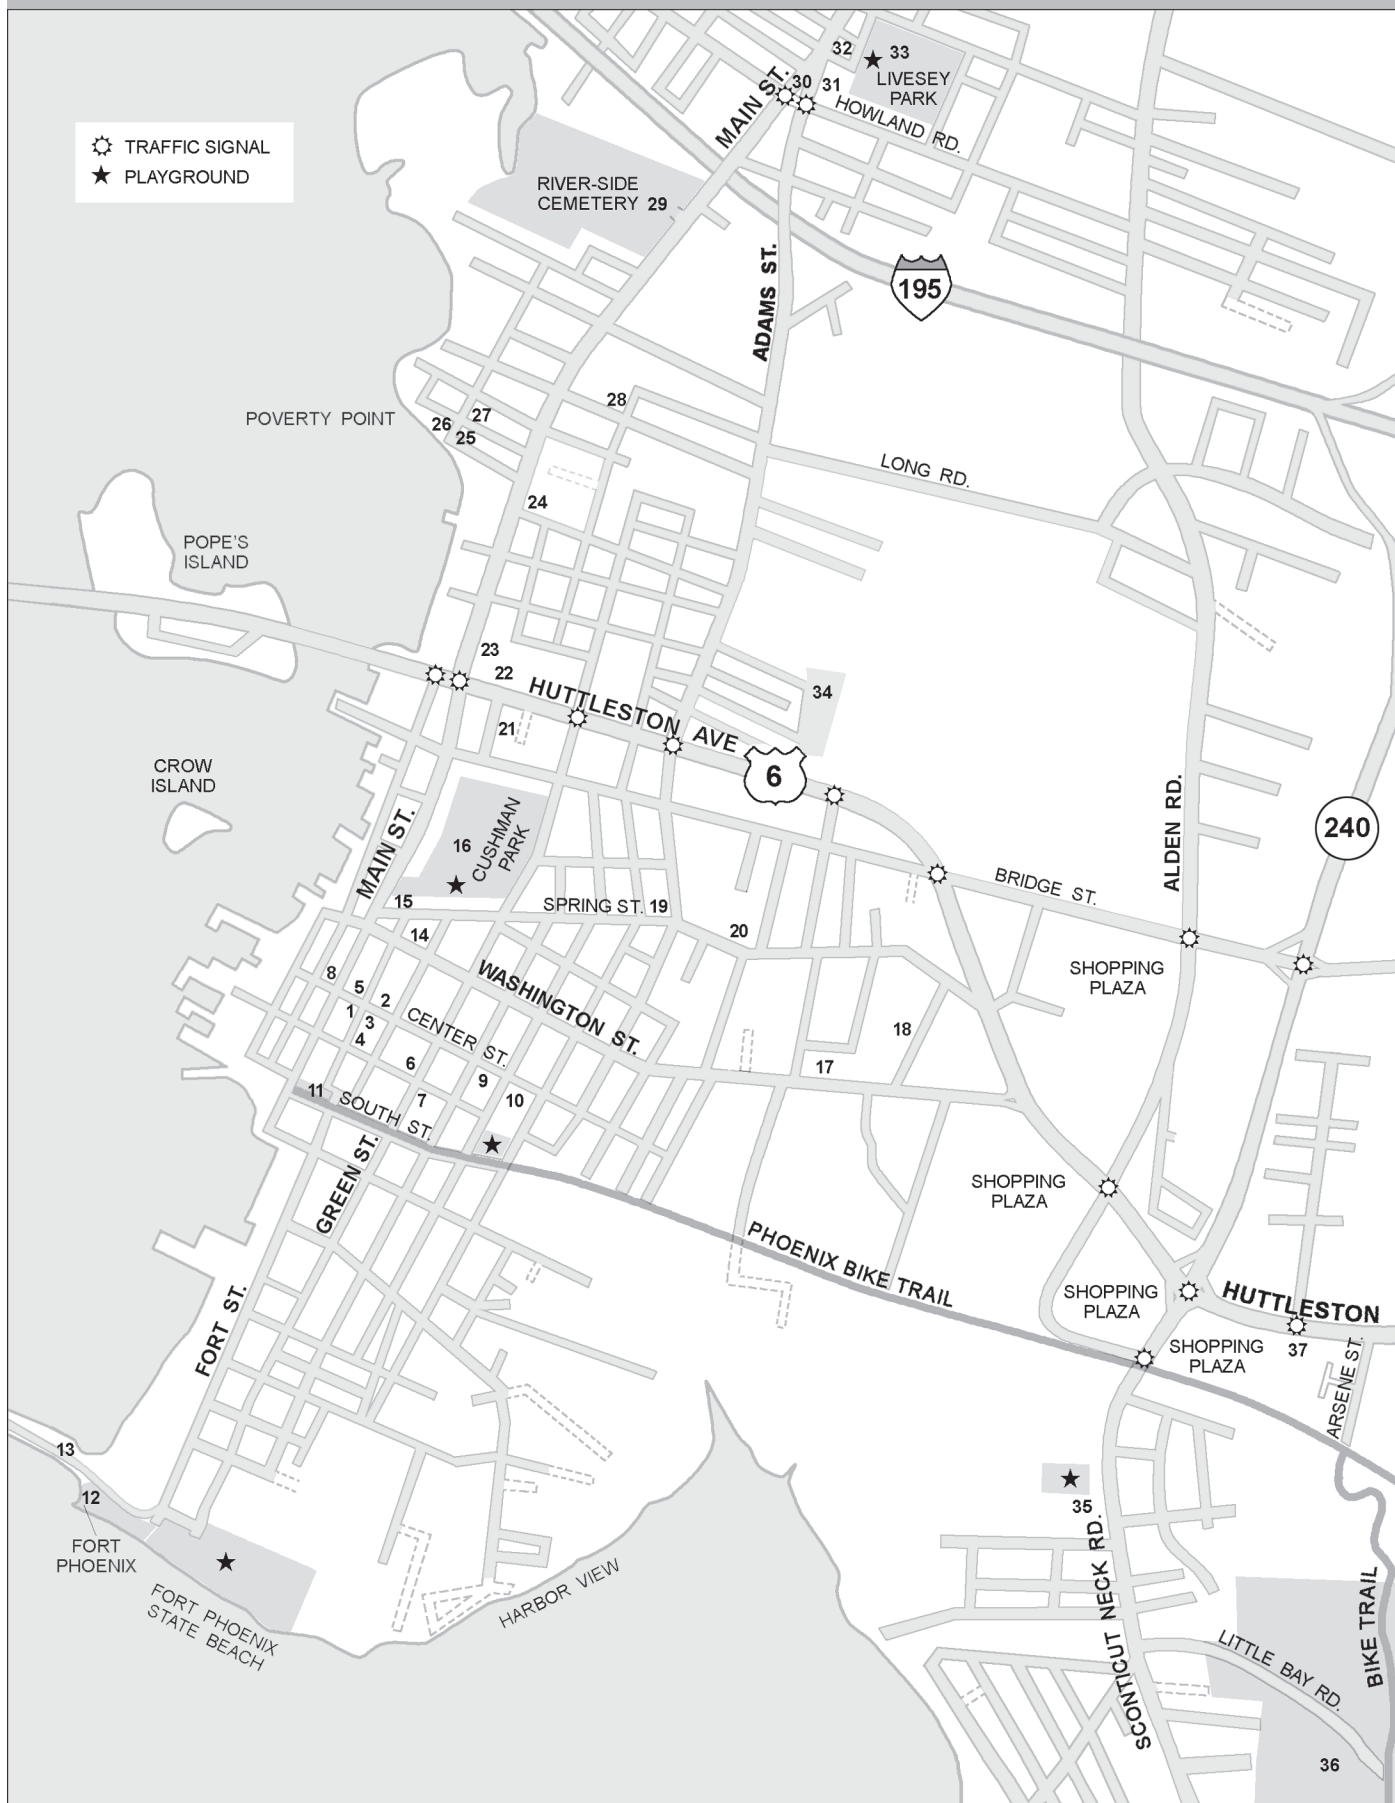 32
33
LIVESEY
PARK
MAIN ST.
30
31
HOWLAND RD.
TRAFFIC SIGNAL
PLAYGROUND
RIVER-SIDE
CEMETERY
29
ADAMS ST.
195
POVERTY POINT
28
27
26
25
LONG RD.
24
POPE'S
ISLAND
23
22
HUTTLESTON AVE
34
21
6
CROW
ISLAND
ALDEN RD.
240
MAIN ST.
16
CUSHMAN
PARK
BRIDGE ST.
15
SPRING ST.
19
14
20
WASHINGTON ST.
SHOPPING
PLAZA
8
5
2
1
3
4
CENTER ST.
18
6
9
17
11
SOUTH ST.
7
10
GREEN ST.
SHOPPING
PLAZA
PHOENIX BIKE TRAIL
SHOPPING
PLAZA
HUTTLESTON
FORT ST.
SHOPPING
PLAZA
37
ARSENE ST.
13
12
35
FORT
PHOENIX
FORT PHOENIX
STATE BEACH
HARBOR VIEW
SCONTICUT NECK RD.
LITTLE BAY RD.
BIKE TRAIL
36